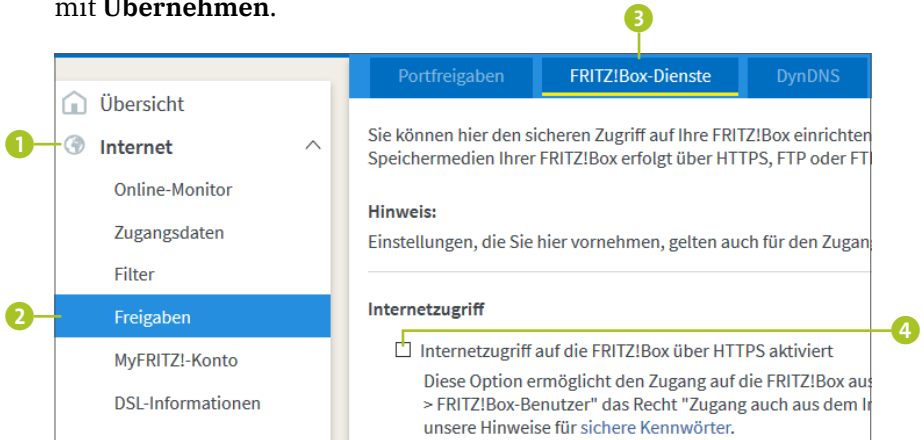 mit Übernehmen.
3
Portfreigaben FRITZ!Box-Dienste DynDNS
Übersicht
1 Internet
Online-Monitor
Zugangsdaten
Filter
2 Freigaben
MyFRITZ!-Konto
DSL-Informationen
Sie können hier den sicheren Zugriff auf Ihre FRITZ!Box einrichten
Speichermedien Ihrer FRITZ!Box erfolgt über HTTPS, FTP oder
Hinweis:
Einstellungen, die Sie hier vornehmen, gelten auch für den
Internetzugriff
4
Internetzugriff auf die FRITZ!Box über HTTPS aktiviert
Diese Option ermöglicht den Zugang auf die FRITZ!Box
> FRITZ!Box-Benutzer" das Recht "Zugang auch aus dem
unsere Hinweise für sichere Kennwörter.